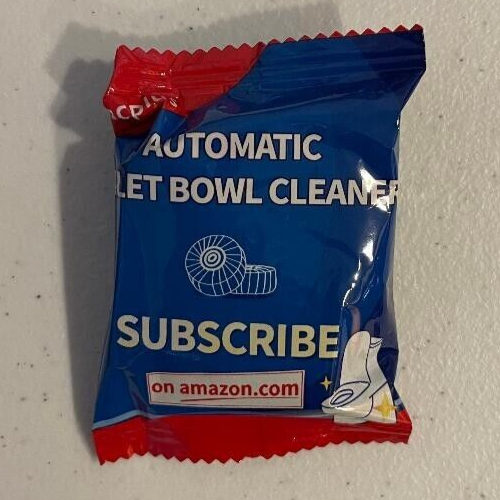 AUTOMATIC
LET BOWL CLEANER
SUBSCRIBE
on amazon.com